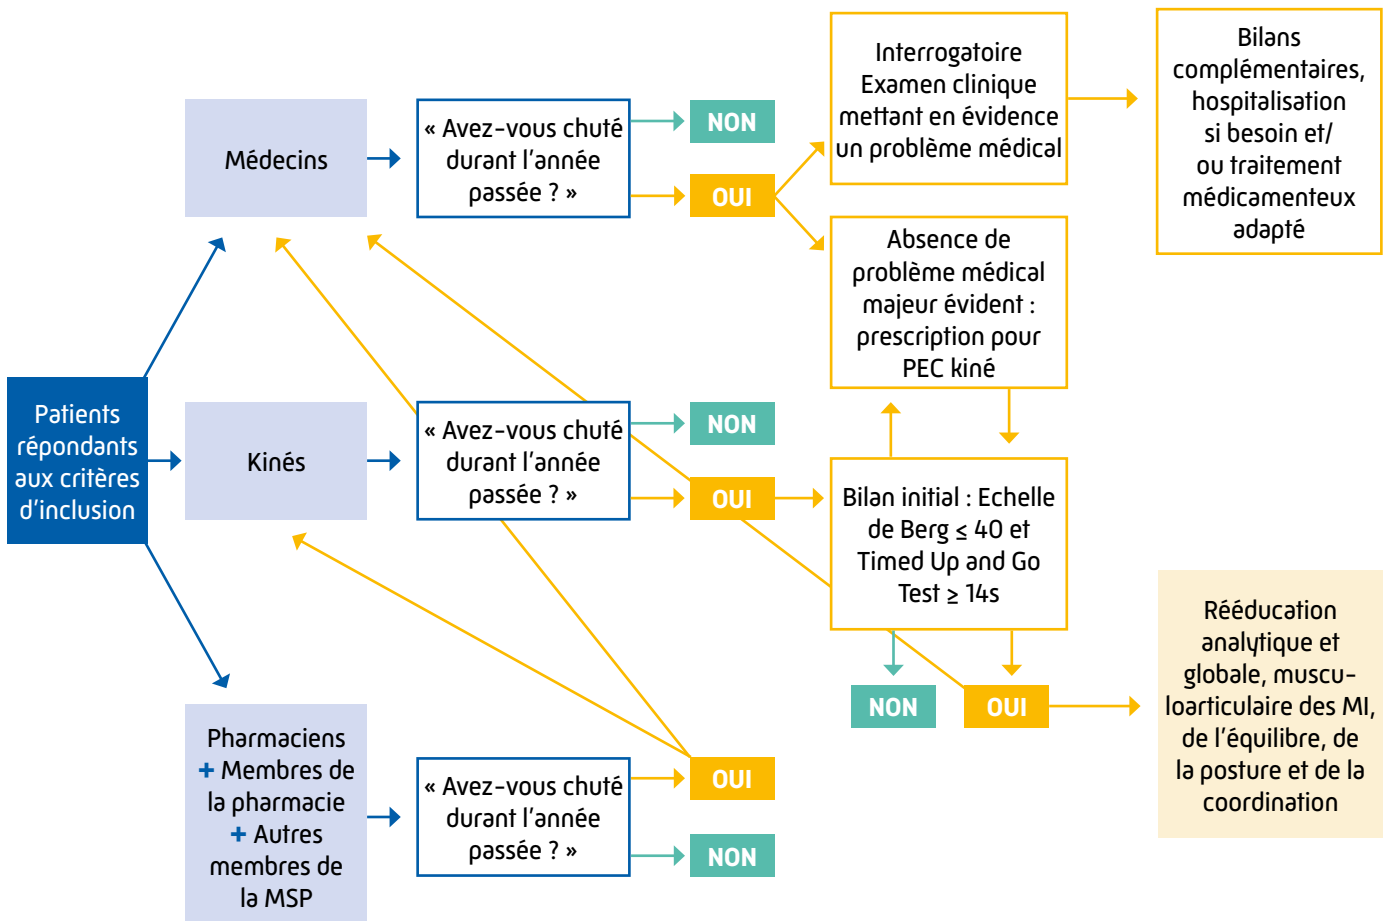 Patients
répondants
aux critères
d'inclusion
Médecins
« Avez-vous chuté
durant l'année
passée ? »
NON
OUI
Interrogatoire
Examen clinique
mettant en évidence
un problème médical
Bilans
complémentaires,
hospitalisation
si besoin et/
ou traitement
médicamenteux
adapté
Absence de
problème médical
majeur évident :
prescription pour
PEC kiné
Kinés
« Avez-vous chuté
durant l'année
passée ? »
NON
OUI
Bilan initial : Echelle
de Berg ≤ 40 et
Timed Up and Go
Test ≥ 14s
NON
OUI
Rééducation
analytique et
globale, muscu-
loarticulaire des MI,
de l'équilibre, de
la posture et de la
coordination
Pharmaciens
+ Membres de
la pharmacie
+ Autres
membres de
la MSP
« Avez-vous chuté
durant l'année
passée ? »
OUI
NON